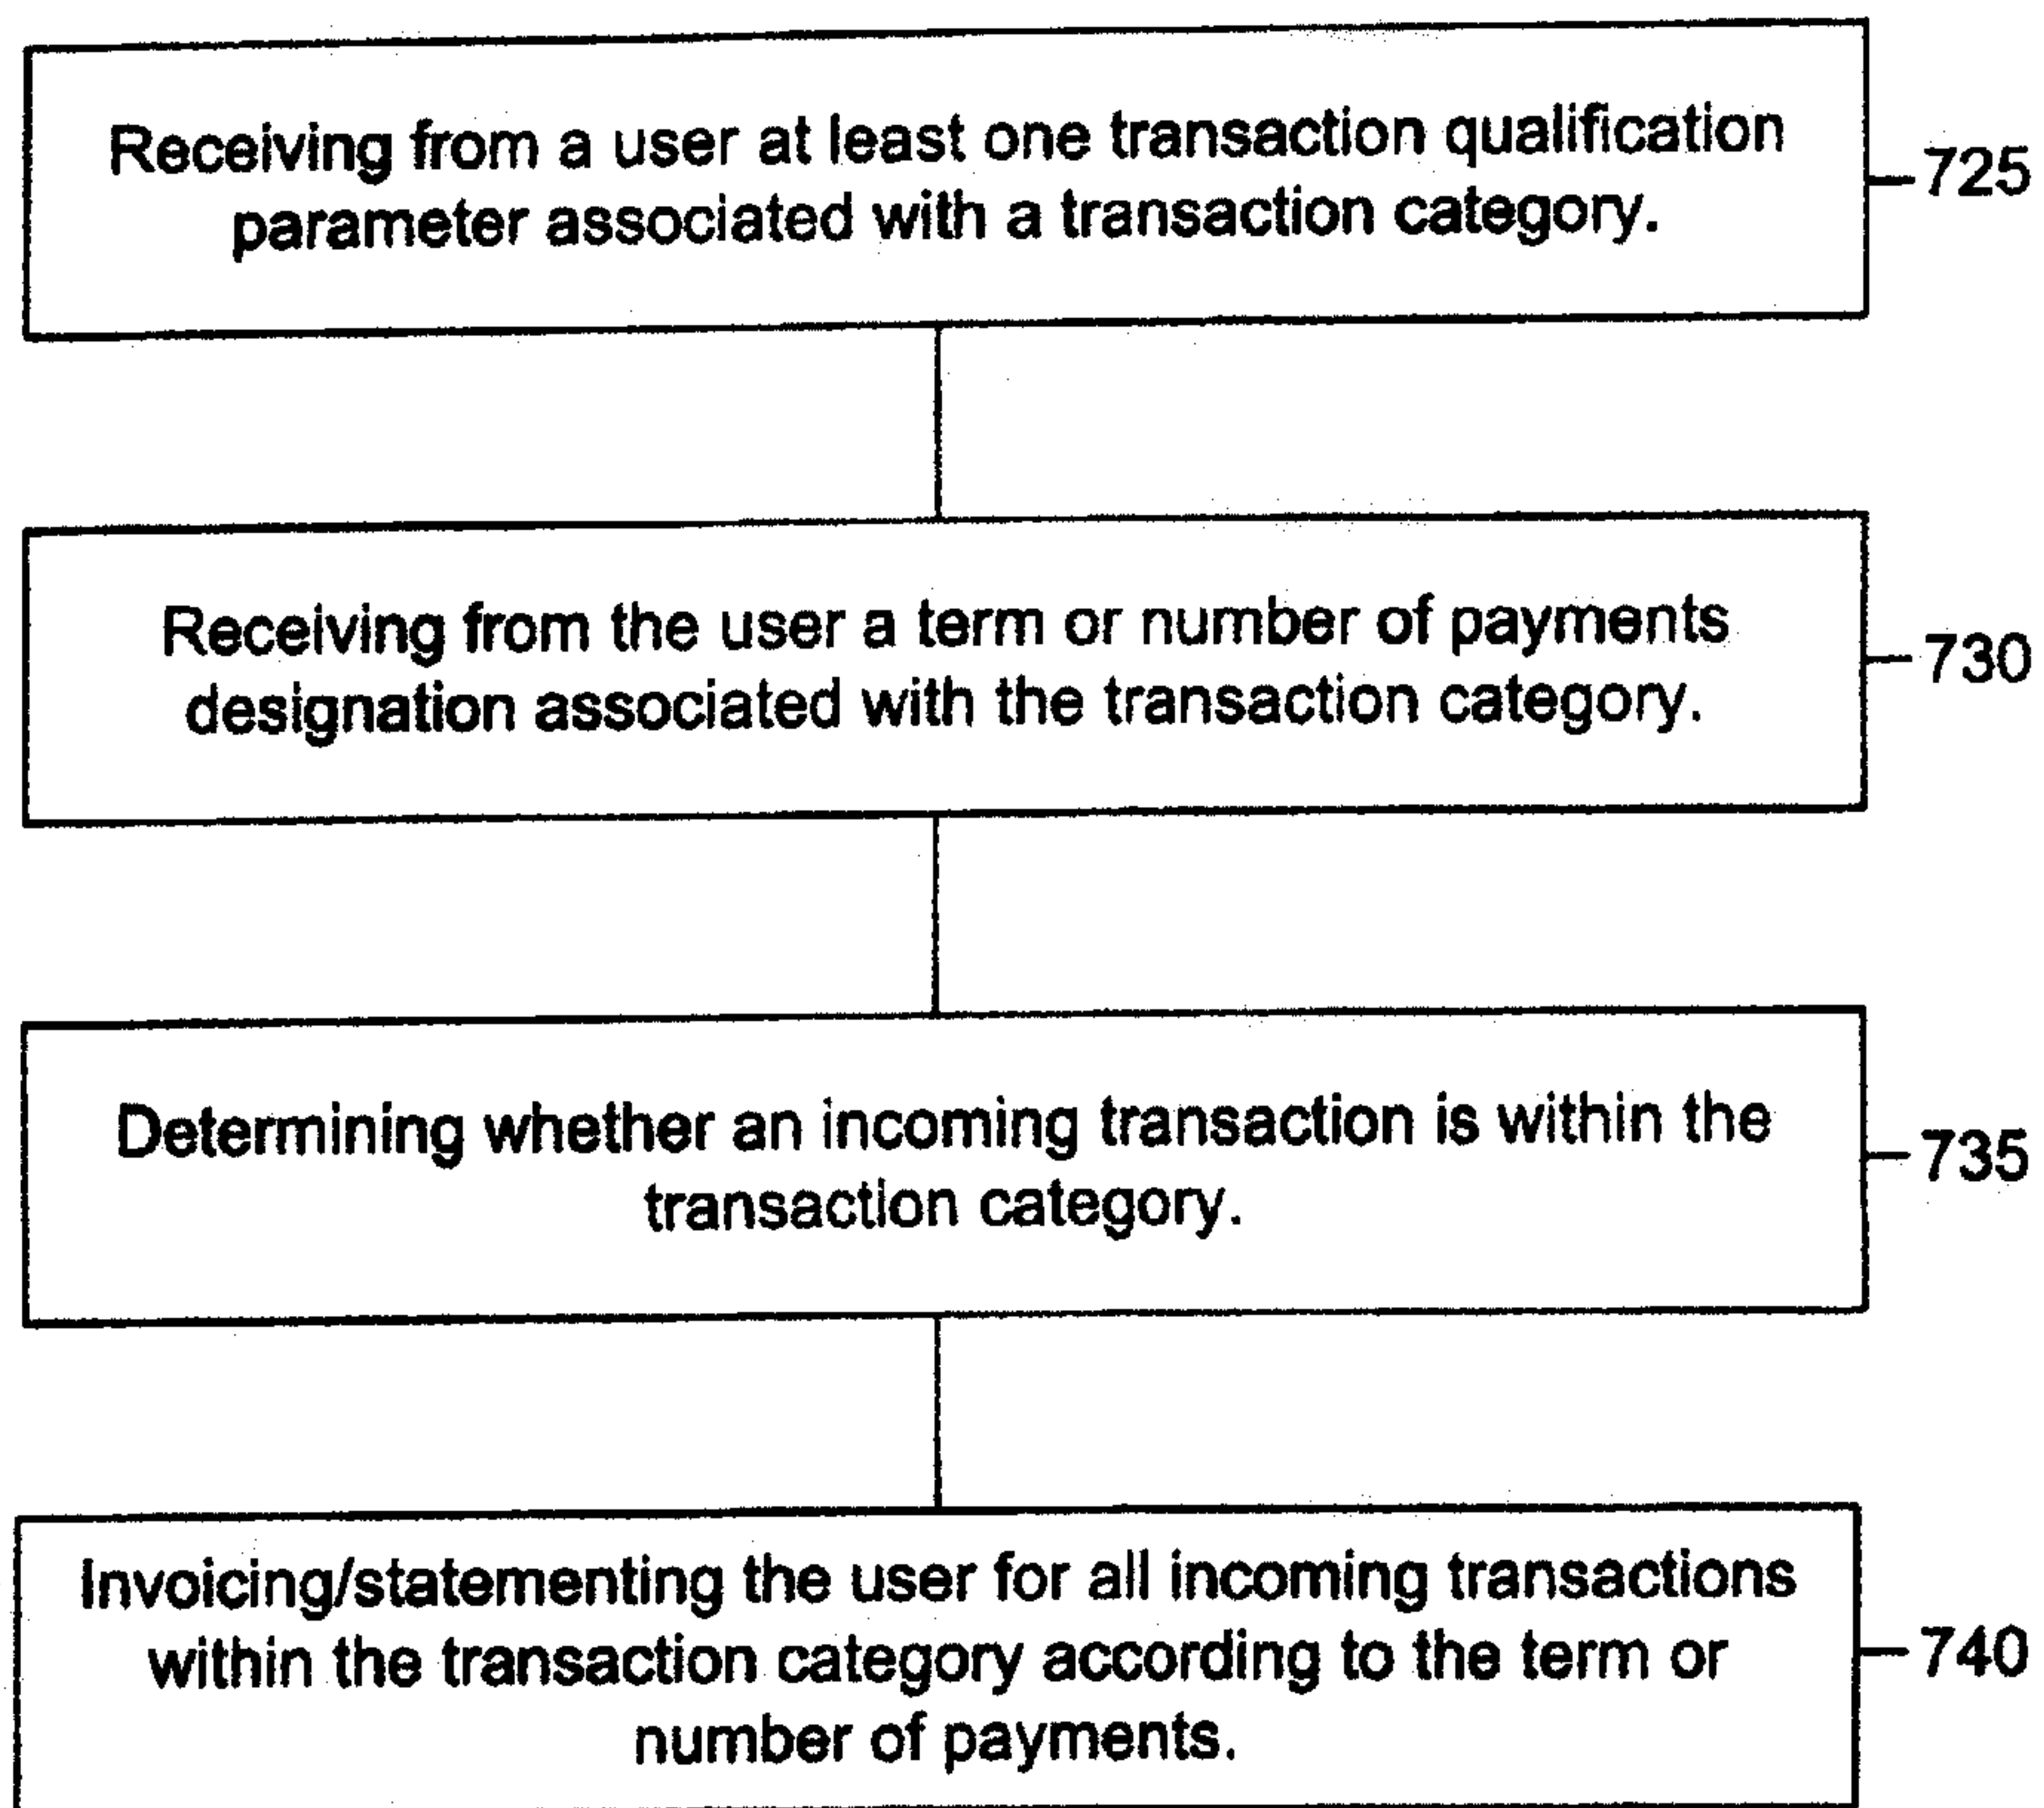 Receiving from a user at least one transaction qualification
parameter associated with a transaction category.
725
Receiving from the user a term or number of payments
designation associated with the transaction category.
730
Determining whether an incoming transaction is within the
transaction category.
735
Invoicing/statementing the user for all incoming transactions
within the transaction category according to the term or
number of payments.
740